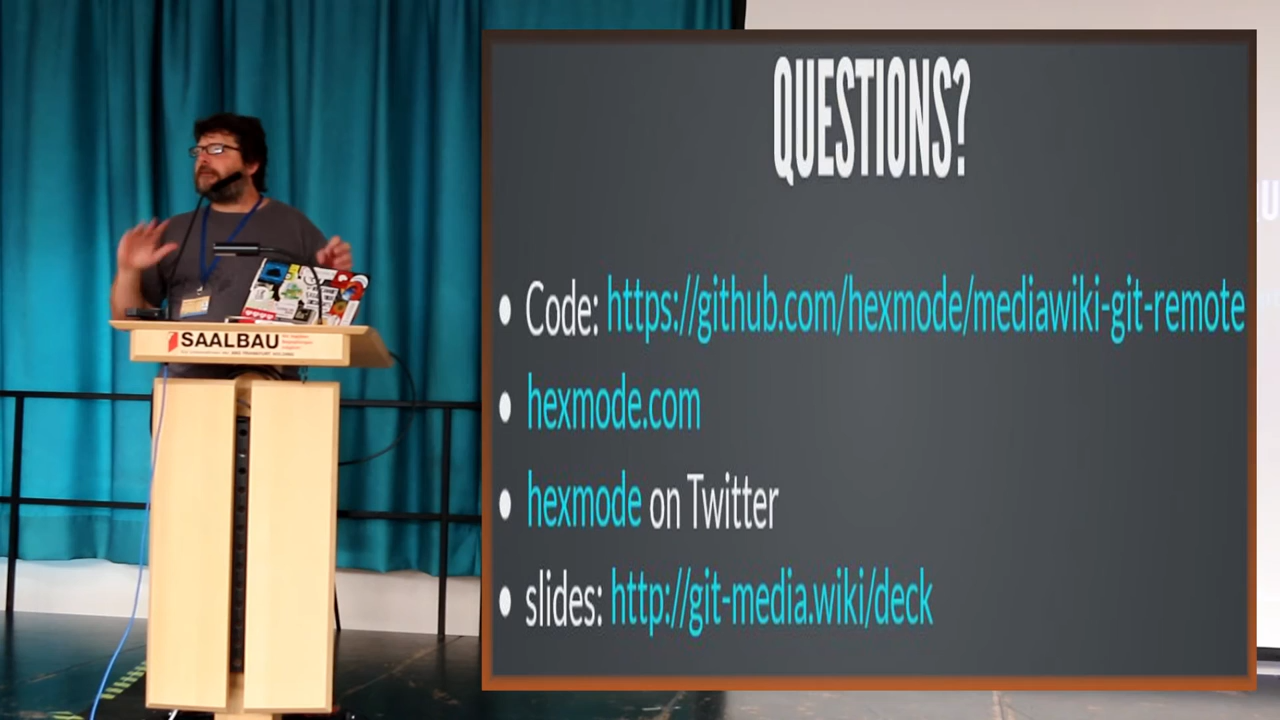 QUESTIONS?
Code: https://github.com/hexmode/mediawiki-git-remote
hexmode.com
hexmode on Twitter
slides: http://git-media.wiki/deck
SAALBAU